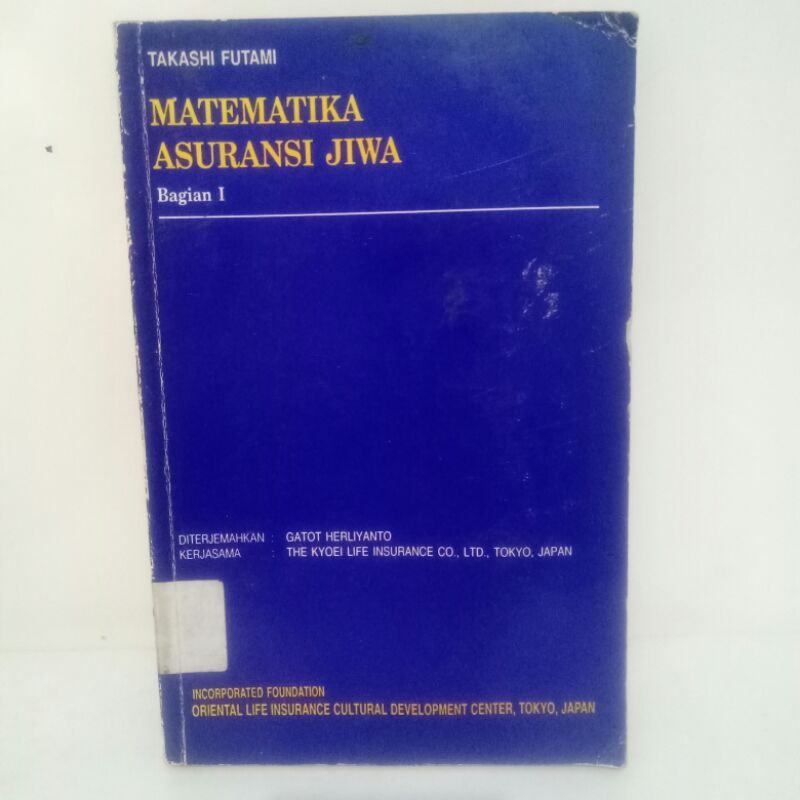 TAKASHI FUTAMI
MATEMATIKA
ASURANSI JIWA
Bagian I
DITERJEMAHKAN : GATOT HERLIYANTO
KERJASAMA : THE KYOEI LIFE INSURANCE CO., LTD., TOKYO, JAPAN
INCORPORATED FOUNDATION
ORIENTAL LIFE INSURANCE CULTURAL DEVELOPMENT CENTER, TOKYO, JAPAN